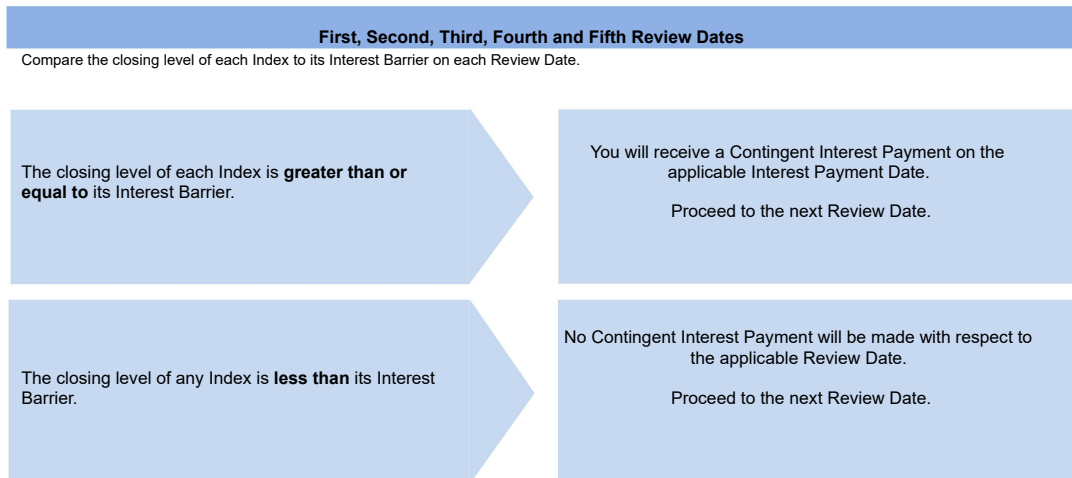 First, Second, Third, Fourth and Fifth Review Dates
Compare the closing level of each Index to its Interest Barrier on each Review Date.
The closing level of each Index is greater than or
equal to its Interest Barrier.
You will receive a Contingent Interest Payment on the
applicable Interest Payment Date.
Proceed to the next Review Date.
The closing level of any Index is less than its Interest
Barrier.
No Contingent Interest Payment will be made with respect to
the applicable Review Date.
Proceed to the next Review Date.